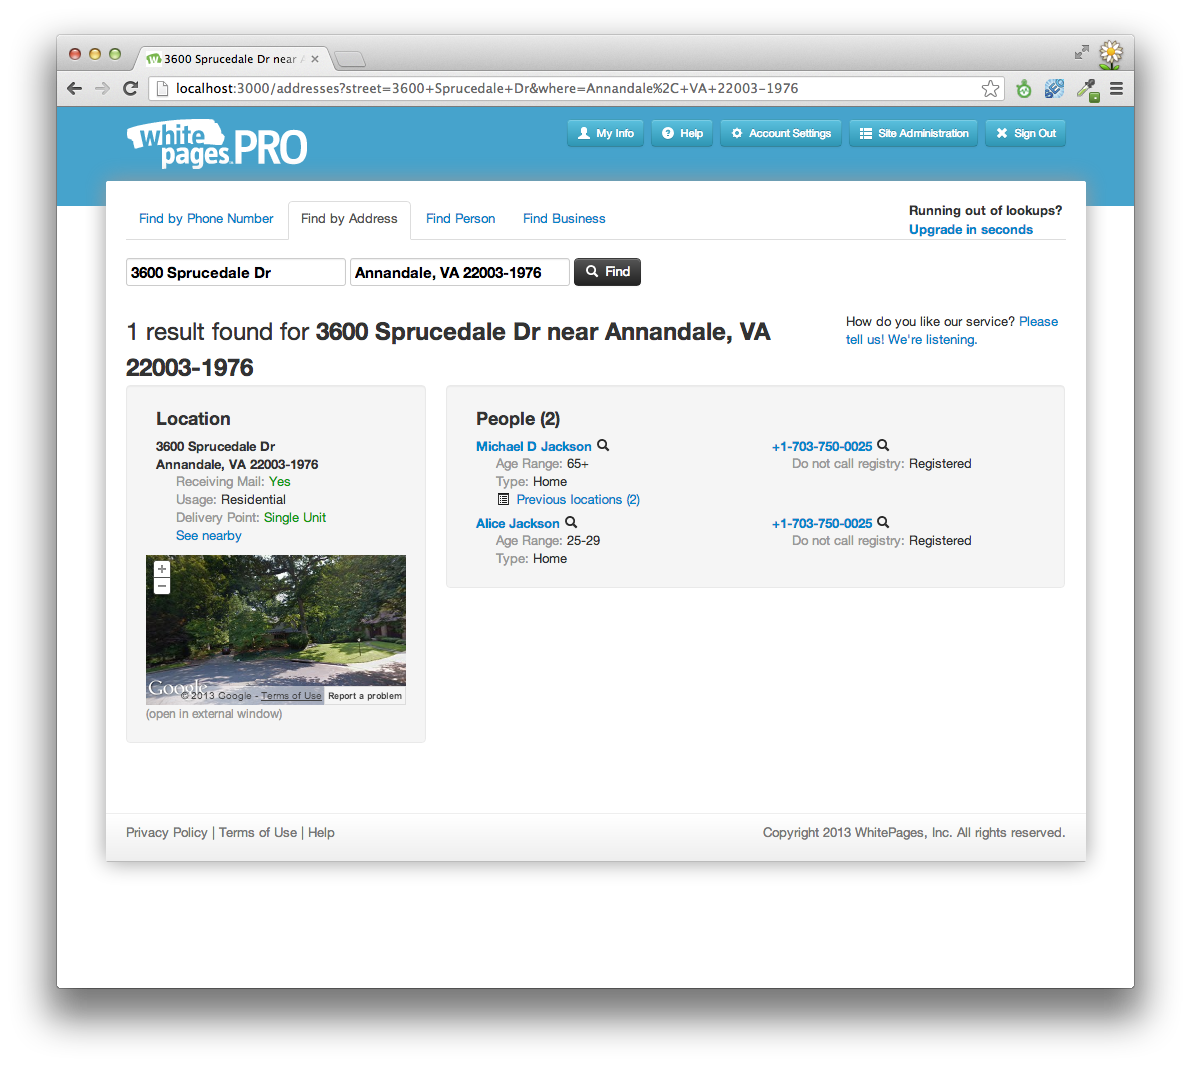 3600 Sprucedale Dr near
localhost:3000/addresses?street=3600+Sprucedale+Dr&where=Annandale%2C+VA+22003-1976
white pages. PRO
My Info Help Account Settings Site Administration Sign Out
Find by Phone Number Find by Address Find Person Find Business
Running out of lookups?
Upgrade in seconds
3600 Sprucedale Dr Annandale, VA 22003-1976 Find
1 result found for 3600 Sprucedale Dr near Annandale, VA
22003-1976
How do you like our service? Please
tell us! We're listening.
Location
3600 Sprucedale Dr
Annandale, VA 22003-1976
Receiving Mail: Yes
Usage: Residential
Delivery Point: Single Unit
See nearby
Google
© 2013 Google - Terms of Use Report a problem
(open in external window)
People (2)
Michael D Jackson +1-703-750-0025
Age Range: 65+ Do not call registry: Registered
Type: Home
Previous locations (2)
Alice Jackson +1-703-750-0025
Age Range: 25-29 Do not call registry: Registered
Type: Home
Privacy Policy | Terms of Use | Help Copyright 2013 WhitePages, Inc. All rights reserved.